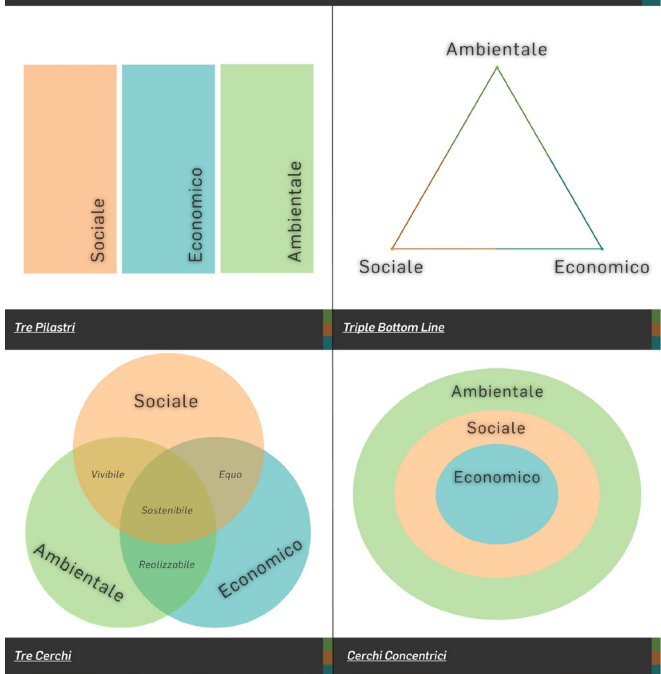 Sociale
Economico
Ambientale
Tre Pilastri
Ambientale
Sociale
Economico
Triple Bottom Line
Sociale
Vivibile
Equo
Sostenibile
Realizzabile
Ambientale
Economico
Tre Cerchi
Ambientale
Sociale
Economico
Cerchi Concentrici